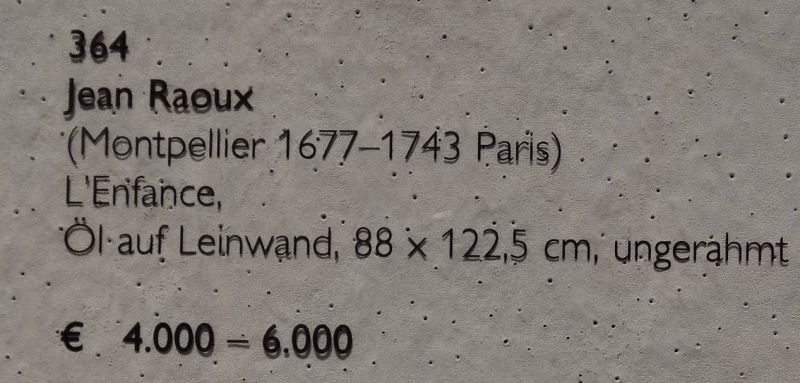 364
Jean Raoux
(Montpellier 1677–1743 Paris)
L'Enfance,
Öl auf Leinwand, 88 x 122,5 cm, ungerahmt
€ 4.000 – 6.000